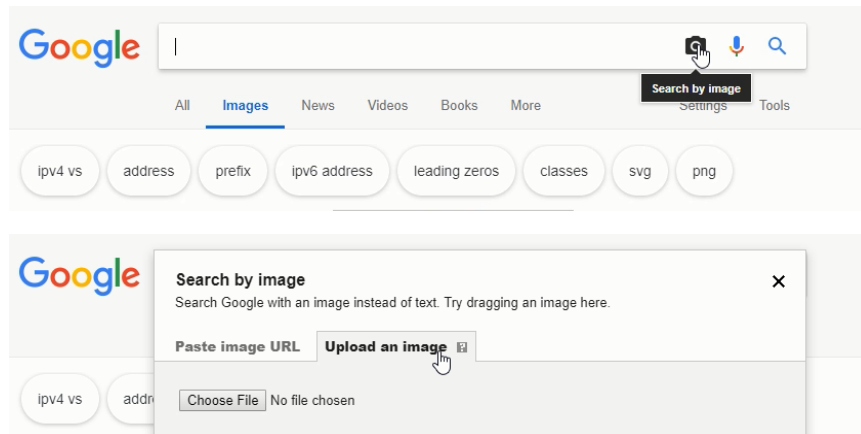 Google
Search by image
All Images News Videos Books More Settings Tools
ipv4 vs address prefix ipv6 address leading zeros classes svg png
Google
Search by image
Search Google with an image instead of text. Try dragging an image here.
Paste image URL Upload an image ?
ipv4 vs addr
Choose File No file chosen